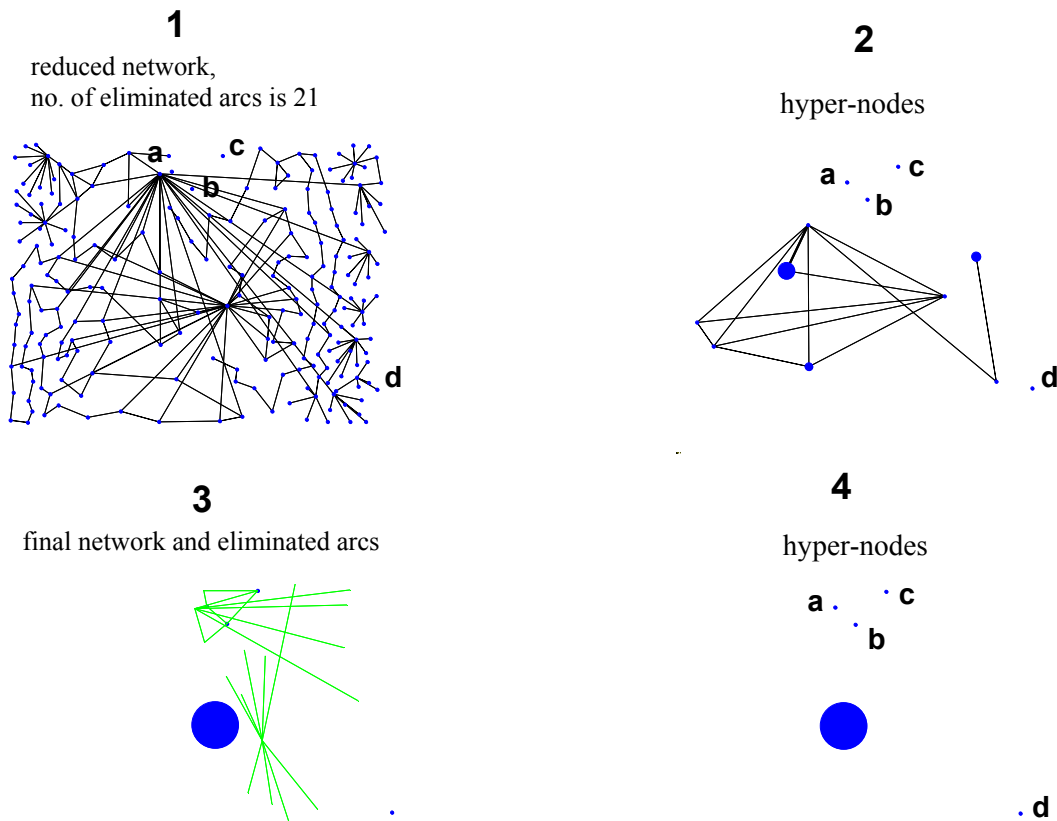 1
reduced network,
no. of eliminated arcs is 21
a
c
b
d
2
hyper-nodes
a
c
b
d
3
final network and eliminated arcs
4
hyper-nodes
a
c
b
d